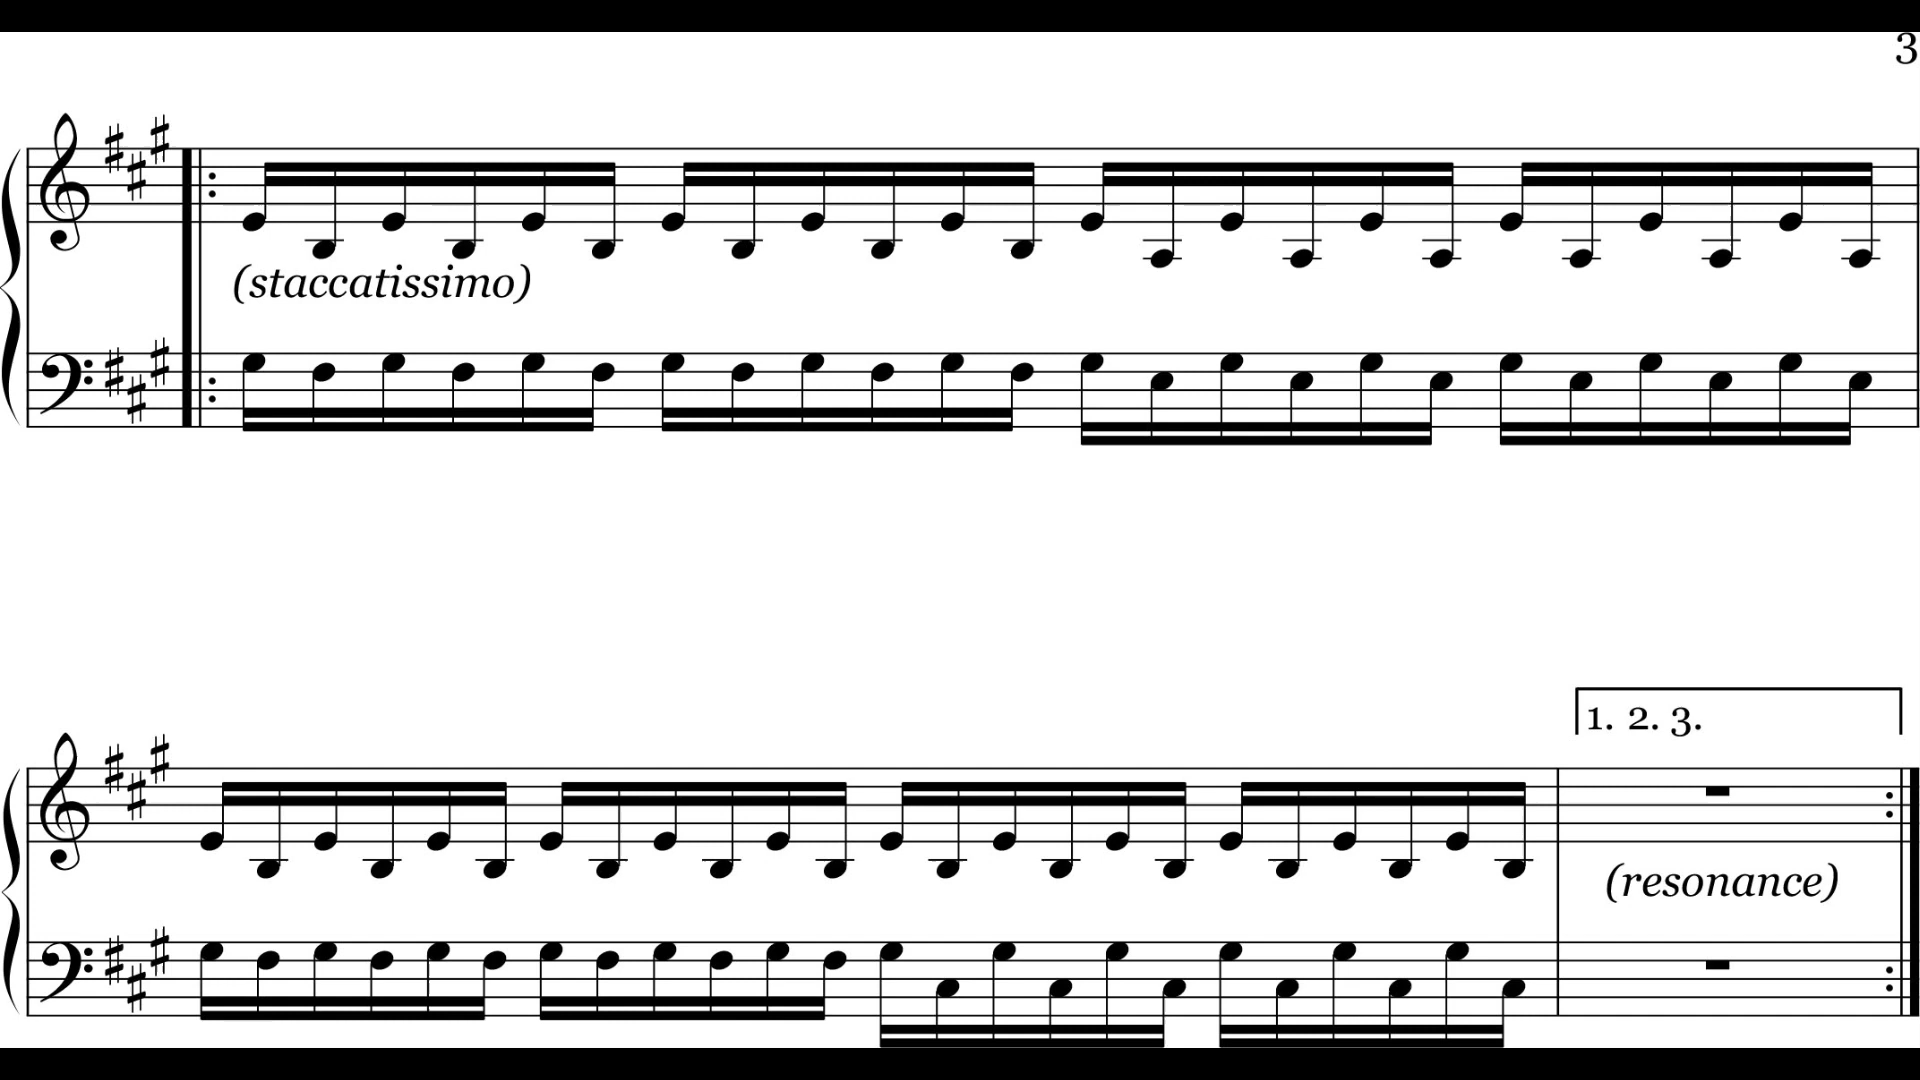 3
(staccatissimo)
1. 2. 3.
(resonance)